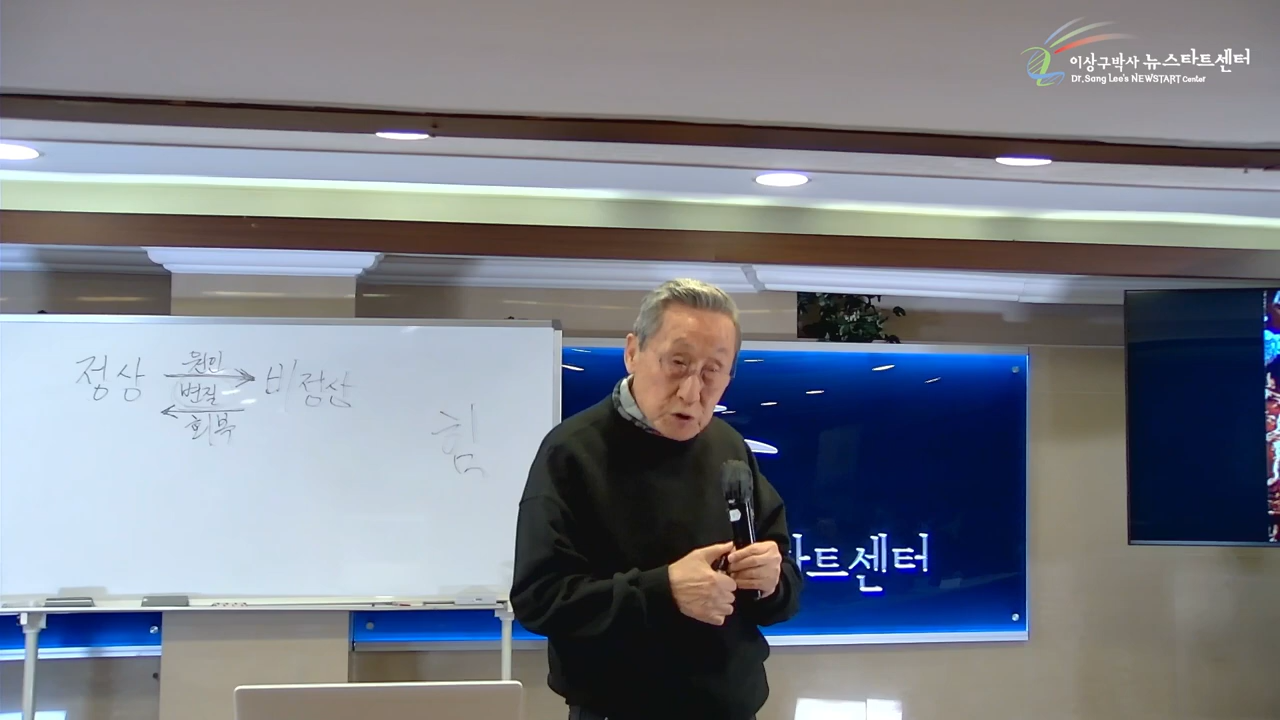 이상구박사 뉴스타트센터
Dr. Sang Lee's NEWSTART Center
정상 원인 비정상
변질
회복
힘
타트센터